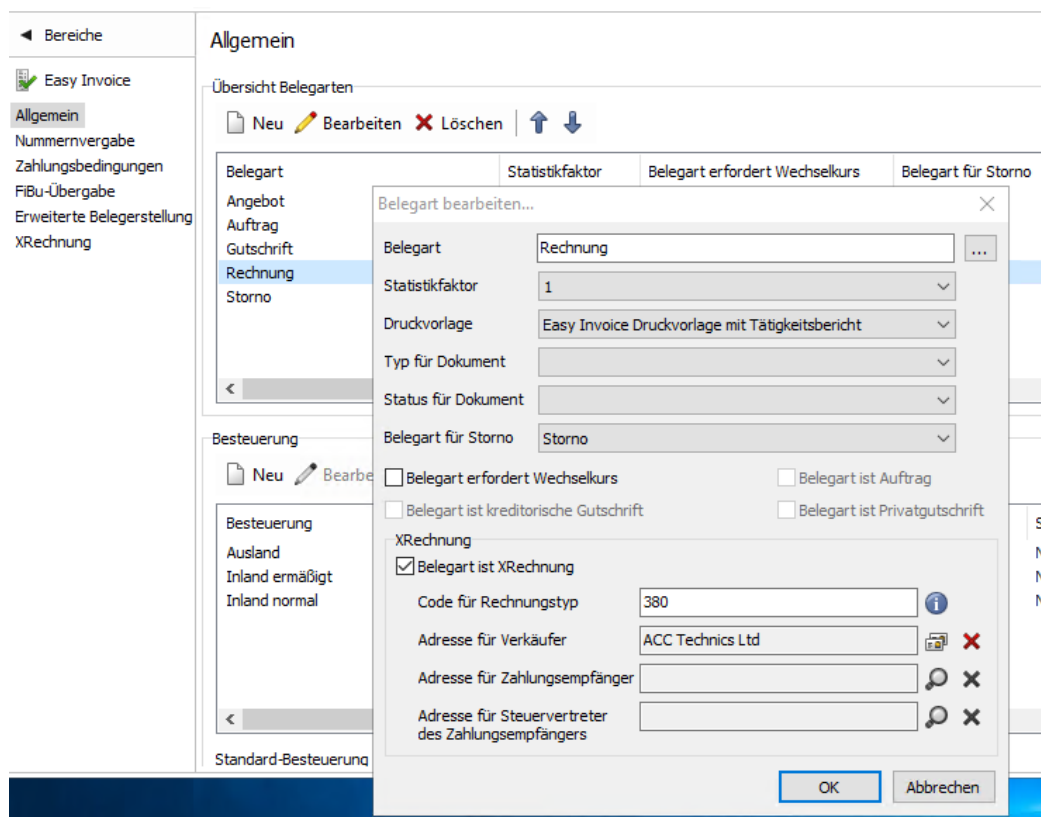 Bereiche
Easy Invoice
Allgemein
Nummernvergabe
Zahlungsbedingungen
FiBu-Übergabe
Erweiterte Belegerstellung
XRechnung
Allgemein
Übersicht Belegarten
Neu Bearbeiten Löschen
Belegart Statistikfaktor Belegart erfordert Wechselkurs Belegart für Storno
Angebot
Auftrag
Gutschrift
Rechnung
Storno
Besteuerung
Neu Bearbe
Besteuerung
Ausland
Inland ermäßigt
Inland normal
Standard-Besteuerung
Belegart bearbeiten...
Belegart Rechnung ...
Statistikfaktor 1
Druckvorlage Easy Invoice Druckvorlage mit Tätigkeitsbericht
Typ für Dokument
Status für Dokument
Belegart für Storno Storno
Belegart erfordert Wechselkurs Belegart ist Auftrag
Belegart ist kreditorische Gutschrift Belegart ist Privatgutschrift
XRechnung
Belegart ist XRechnung
Code für Rechnungstyp 380
Adresse für Verkäufer ACC Technics Ltd
Adresse für Zahlungsempfänger
Adresse für Steuervertreter
des Zahlungsempfängers
OK Abbrechen